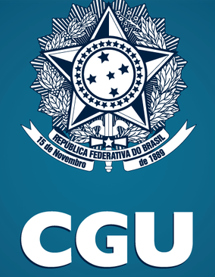 REPÚBLICA FEDERATIVA DO BRASIL
15 de Novembro
de 1889
CGU